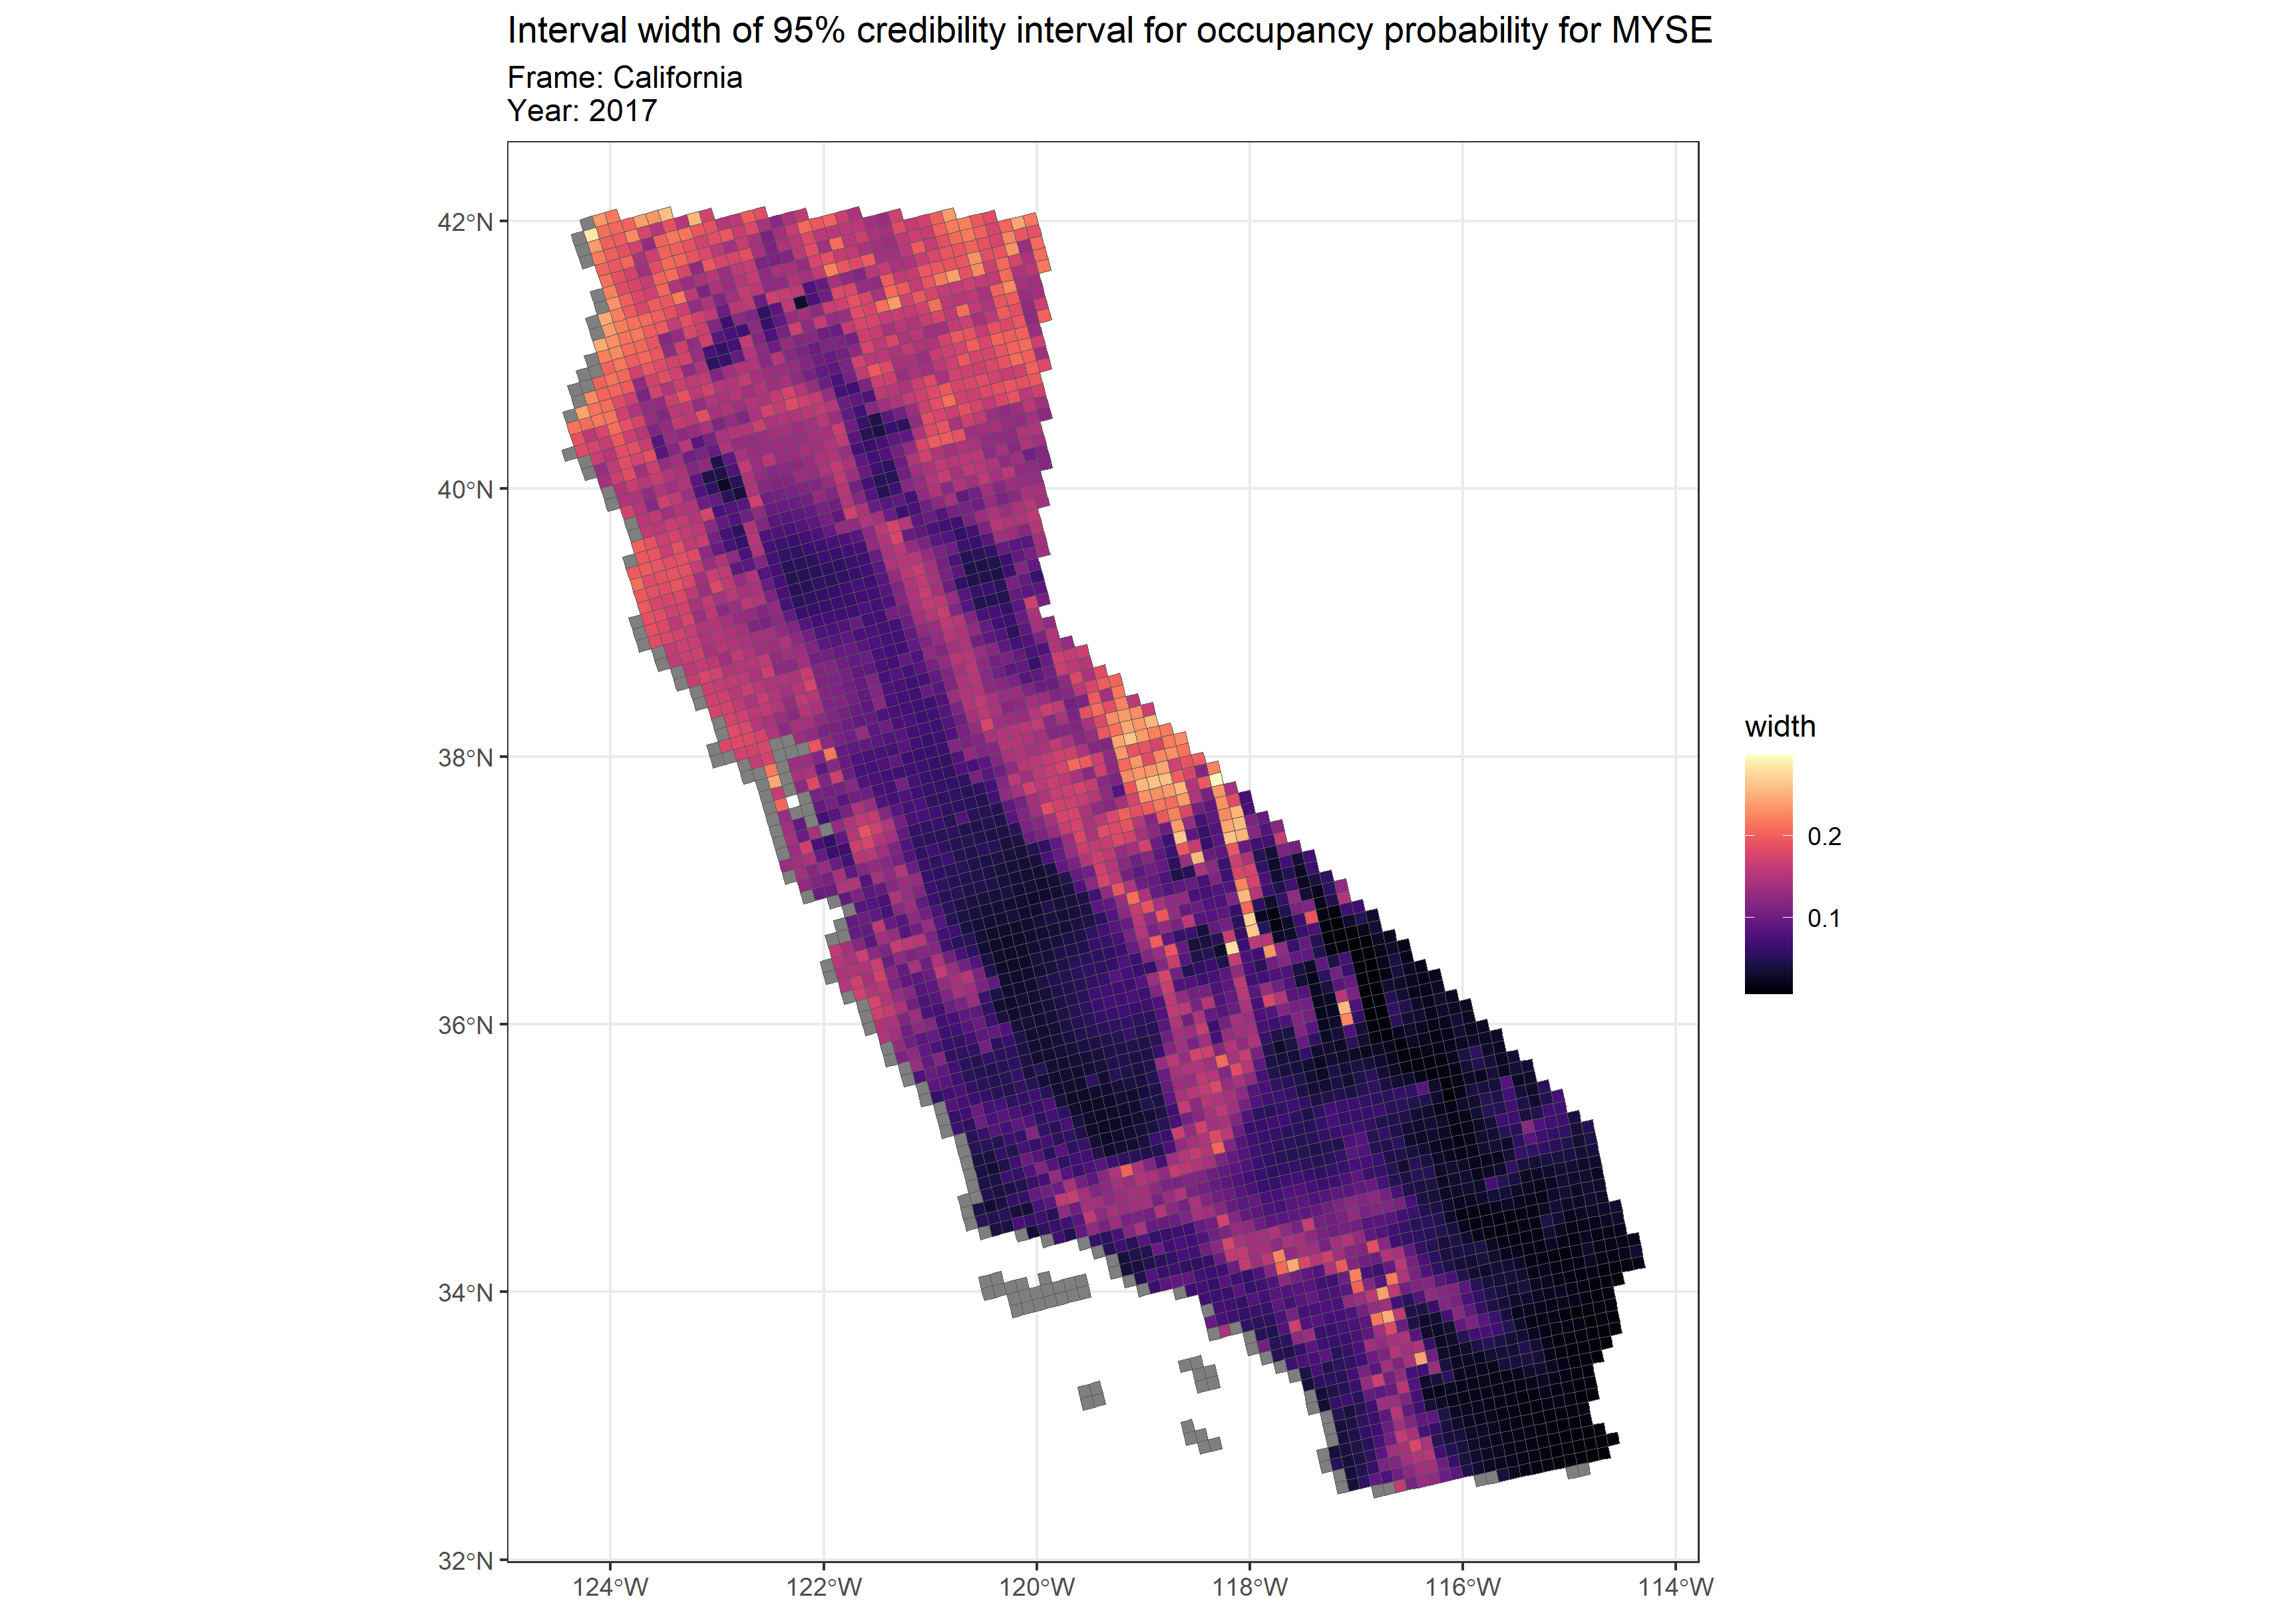 Interval width of 95% credibility interval for occupancy probability for MYSE
Frame: California
Year: 2017
42°N
40°N
38°N
36°N
34°N
32°N
124°W
122°W
120°W
118°W
116°W
114°W
width
0.2
0.1